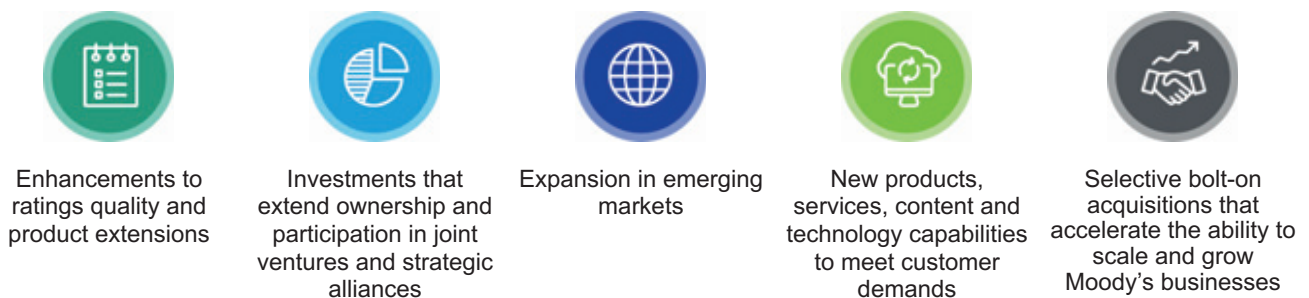 Enhancements to
ratings quality and
product extensions
Investments that
extend ownership and
participation in joint
ventures and strategic
alliances
Expansion in emerging
markets
New products,
services, content and
technology capabilities
to meet customer
demands
Selective bolt-on
acquisitions that
accelerate the ability to
scale and grow
Moody’s businesses